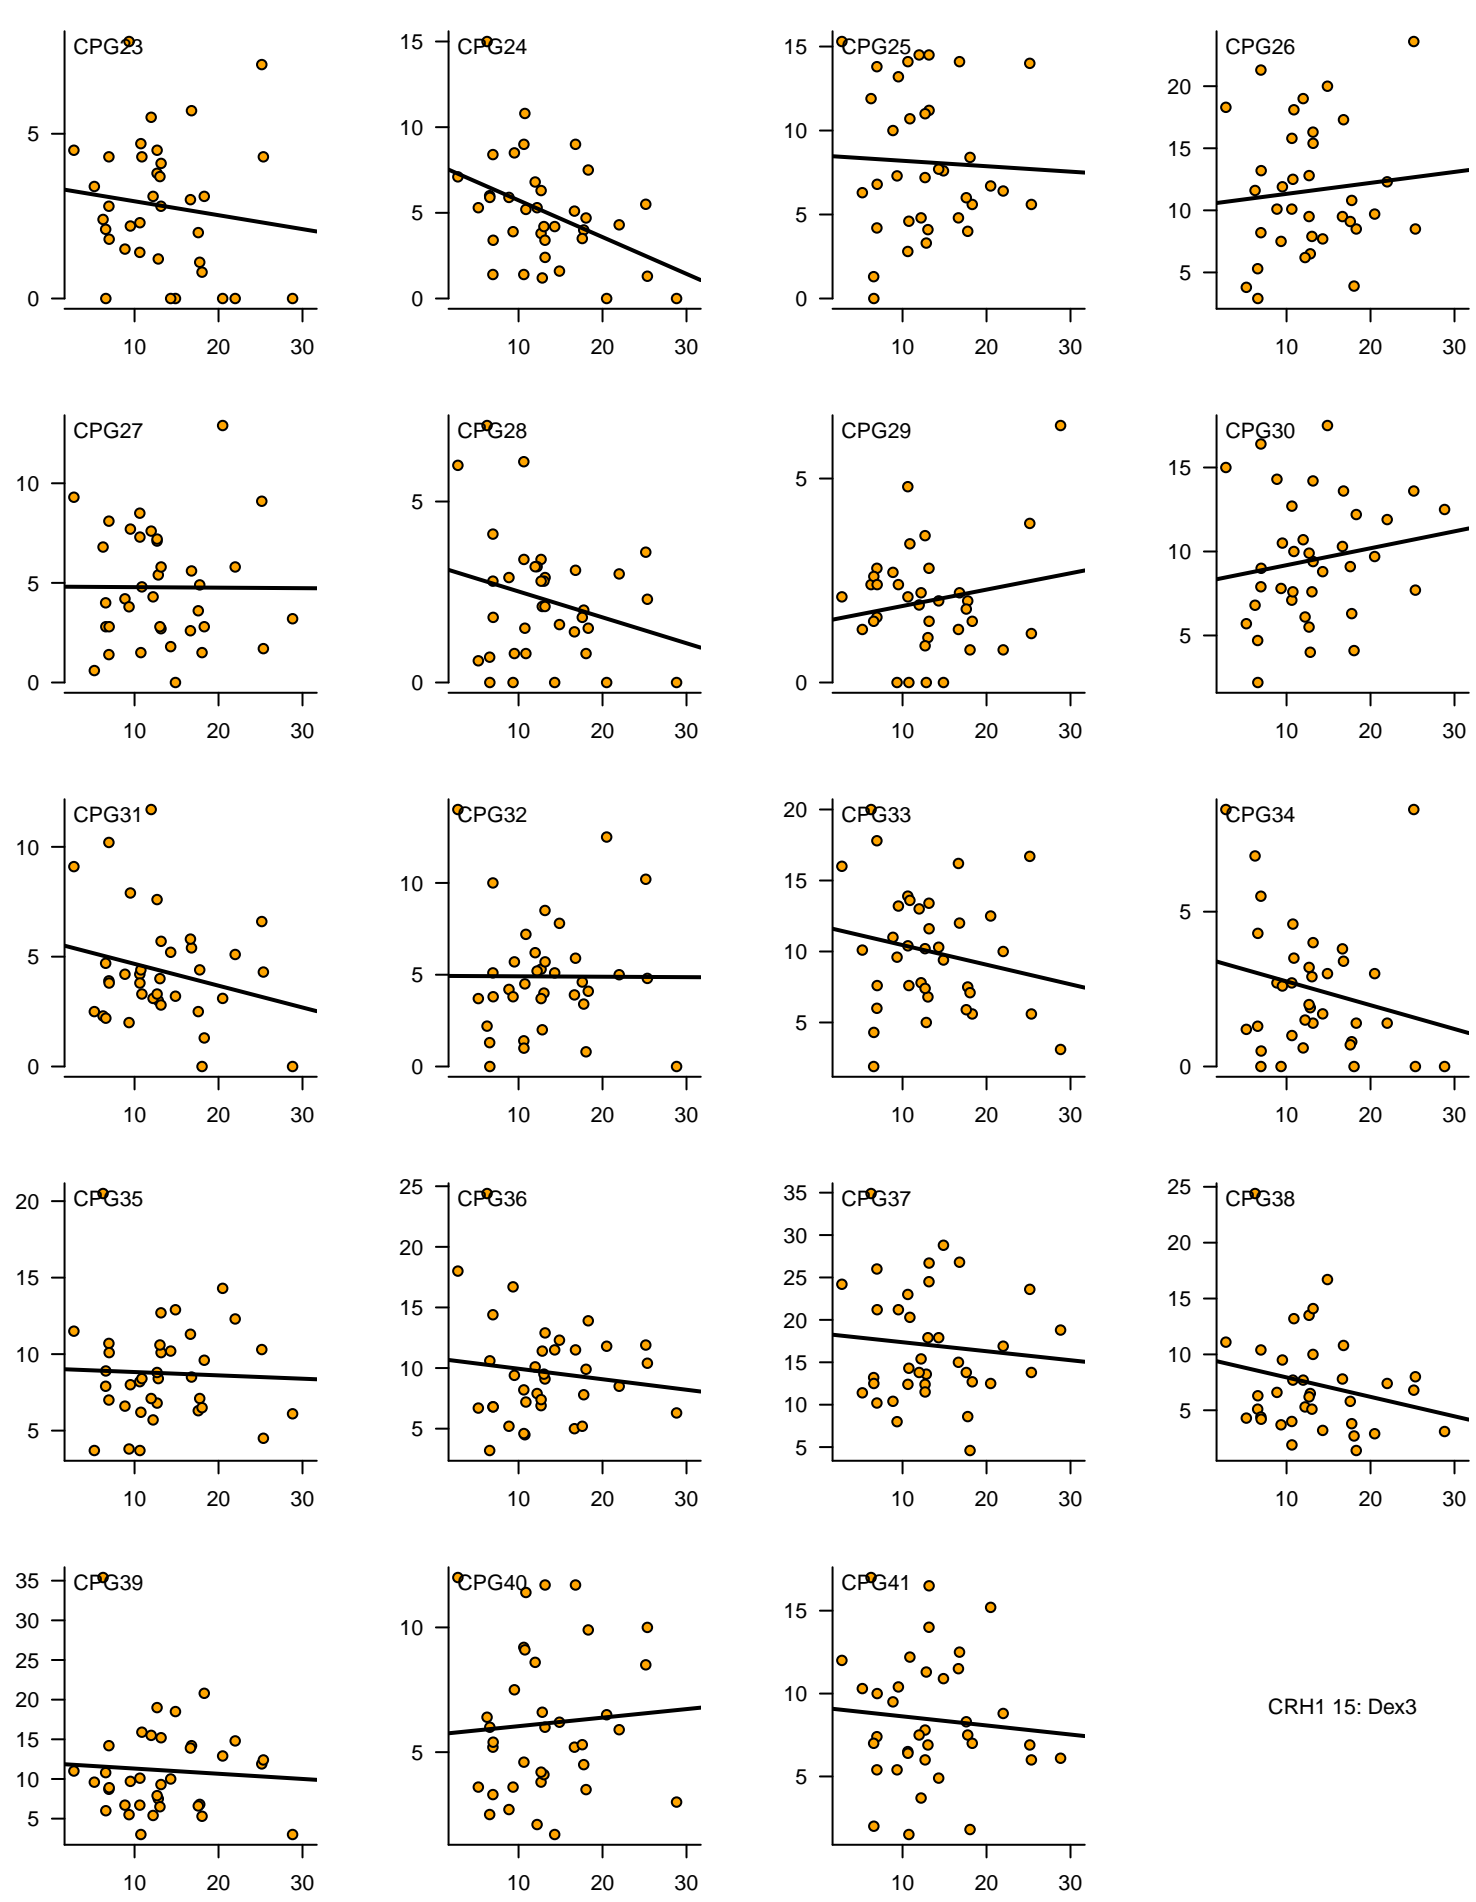 CPG23 CPG24 CPG25 CPG26
5 0 10 20 30
15 10 5 0 10 20 30
15 10 5 0 10 20 30
20 15 10 5 10 20 30
CPG27 CPG28 CPG29 CPG30
10 5 0 10 20 30
5 0 10 20 30
5 0 10 20 30
15 10 5 10 20 30
CPG31 CPG32 CPG33 CPG34
10 5 0 10 20 30
10 5 0 10 20 30
20 15 10 5 10 20 30
5 0 10 20 30
CPG35 CPG36 CPG37 CPG38
20 15 10 5 10 20 30
25 20 15 10 5 10 20 30
35 30 25 20 15 10 5 10 20 30
25 20 15 10 5 10 20 30
CPG39 CPG40 CPG41
35 30 25 20 15 10 5 10 20 30
10 5 10 20 30
15 10 5 10 20 30
CRH1 15: Dex3